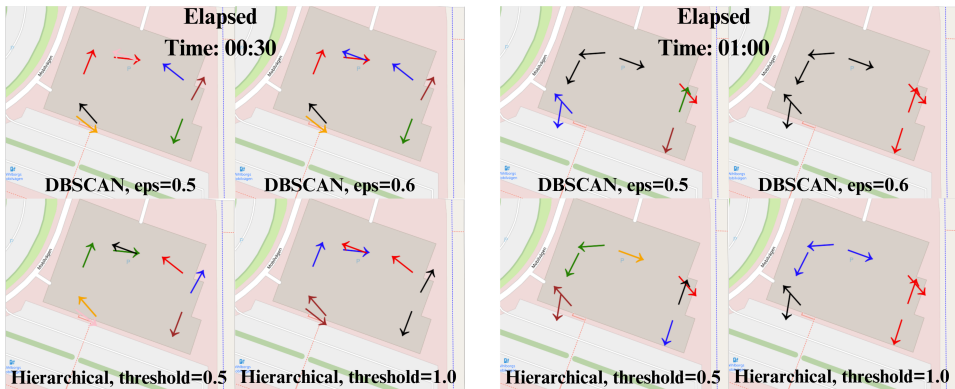 Elapsed
Time: 00:30
DBSCAN, eps=0.5
DBSCAN, eps=0.6
Hierarchical, threshold=0.5
Hierarchical, threshold=1.0
Elapsed
Time: 01:00
DBSCAN, eps=0.5
DBSCAN, eps=0.6
Hierarchical, threshold=0.5
Hierarchical, threshold=1.0